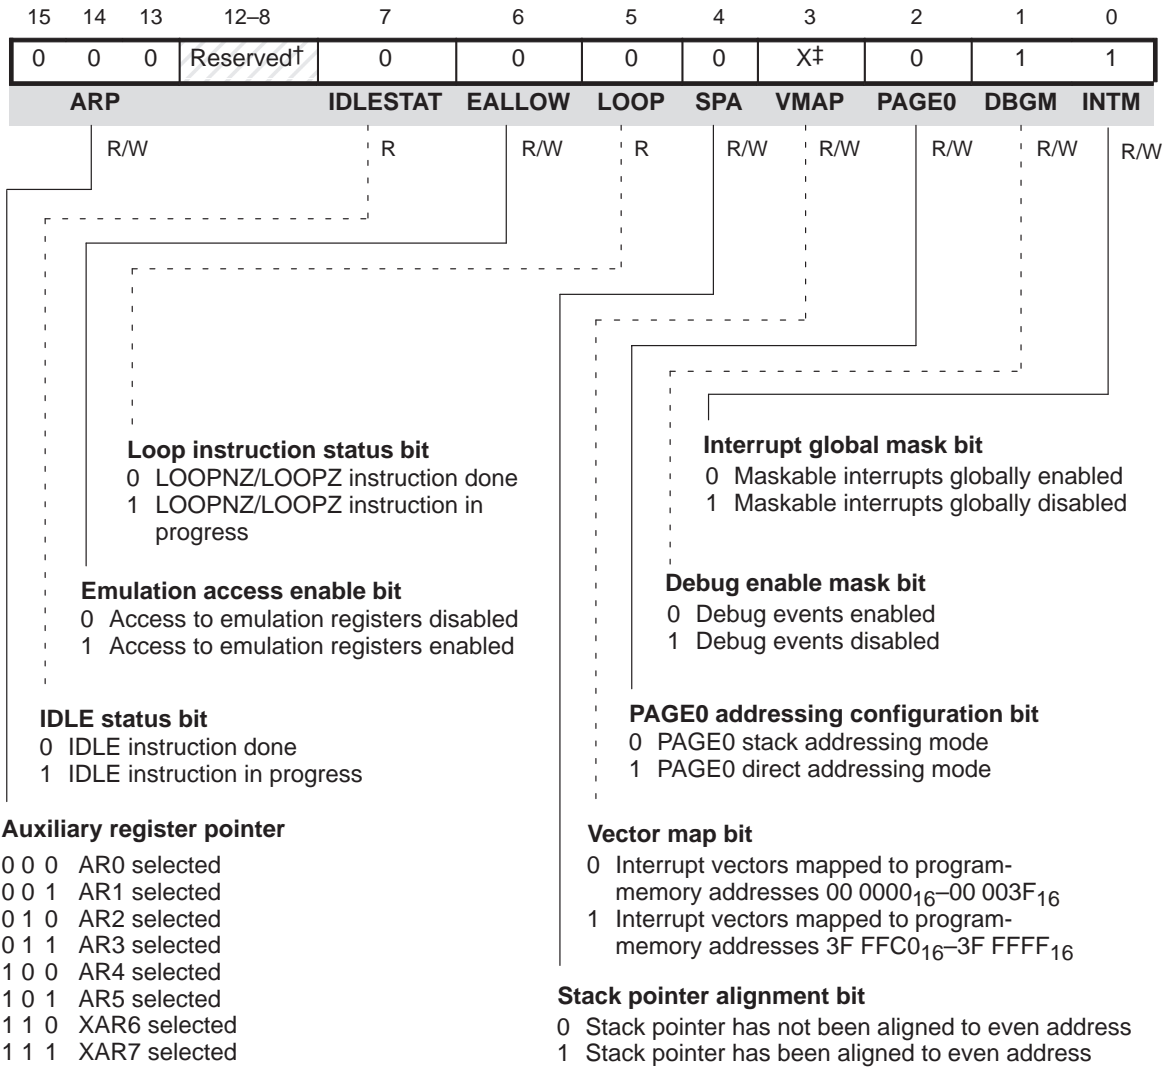 15 14 13 12–8 7 6 5 4 3 2 1 0
0 0 0 Reserved† 0 0 0 0 X‡ 0 1 1
ARP IDLESTAT EALLOW LOOP SPA VMAP PAGE0 DBGM INTM
R/W R R/W R R/W R/W R/W R/W R/W
Loop instruction status bit
0 LOOPNZ/LOOPZ instruction done
1 LOOPNZ/LOOPZ instruction in
progress
Interrupt global mask bit
0 Maskable interrupts globally enabled
1 Maskable interrupts globally disabled
Emulation access enable bit
0 Access to emulation registers disabled
1 Access to emulation registers enabled
Debug enable mask bit
0 Debug events enabled
1 Debug events disabled
IDLE status bit
0 IDLE instruction done
1 IDLE instruction in progress
PAGE0 addressing configuration bit
0 PAGE0 stack addressing mode
1 PAGE0 direct addressing mode
Auxiliary register pointer
0 0 0 AR0 selected
0 0 1 AR1 selected
0 1 0 AR2 selected
0 1 1 AR3 selected
1 0 0 AR4 selected
1 0 1 AR5 selected
1 1 0 XAR6 selected
1 1 1 XAR7 selected
Vector map bit
0 Interrupt vectors mapped to program-
memory addresses 00 0000₁₆–00 003F₁₆
1 Interrupt vectors mapped to program-
memory addresses 3F FFC0₁₆–3F FFFF₁₆
Stack pointer alignment bit
0 Stack pointer has not been aligned to even address
1 Stack pointer has been aligned to even address